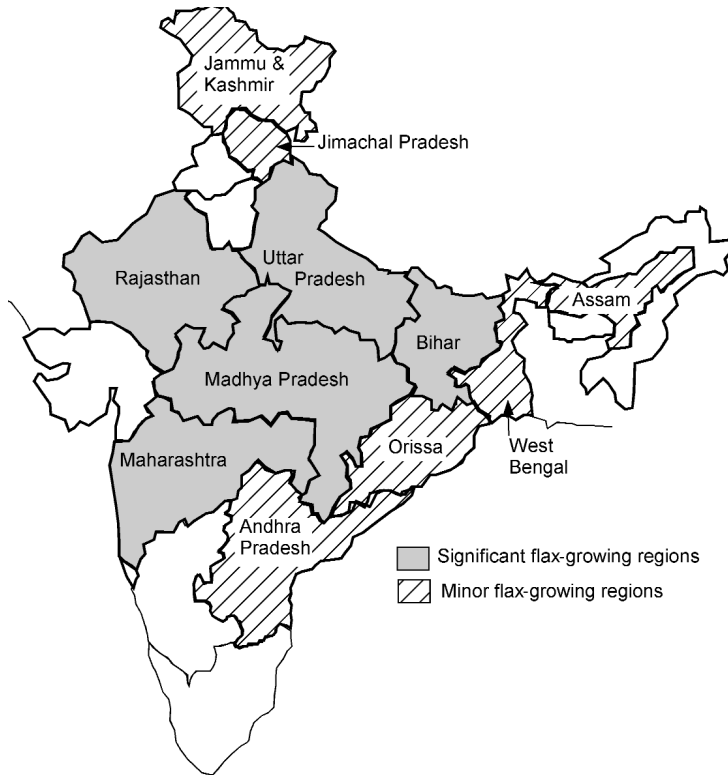 Jammu &
Kashmir
Jimachal Pradesh
Uttar
Pradesh
Rajasthan
Assam
Bihar
Madhya Pradesh
Orissa
West
Bengal
Maharashtra
Andhra
Pradesh
Significant flax-growing regions
Minor flax-growing regions